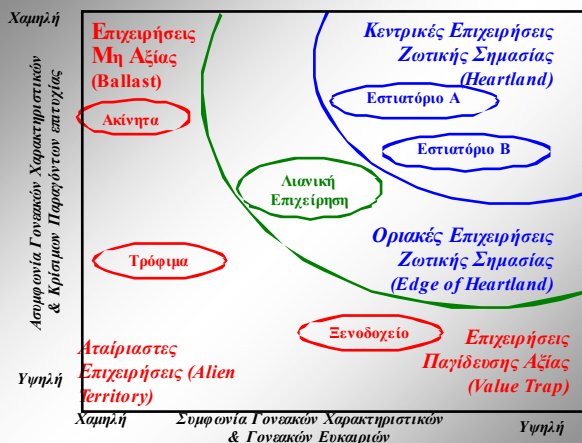 Χαμηλή
Επιχειρήσεις
Μη Αξίας
(Ballast)
Κεντρικές Επιχειρήσεις
Ζωτικής Σημασίας
(Heartland)
Εστιατόριο Α
Ακίνητα
Εστιατόριο Β
Λιανική
Επιχείρηση
Ασυμφωνία Γονεακών Χαρακτηριστικών
& Κρίσιμων Παραγόντων επιτυχίας
Οριακές Επιχειρήσεις
Ζωτικής Σημασίας
(Edge of Heartland)
Τρόφιμα
Ξενοδοχείο
Αταίριαστες
Επιχειρήσεις (Alien
Territory)
Επιχειρήσεις
Παγίδευσης Αξίας
(Value Trap)
Υψηλή
Χαμηλή
Συμφωνία Γονεακών Χαρακτηριστικών
& Γονεακών Ευκαιριών
Υψηλή